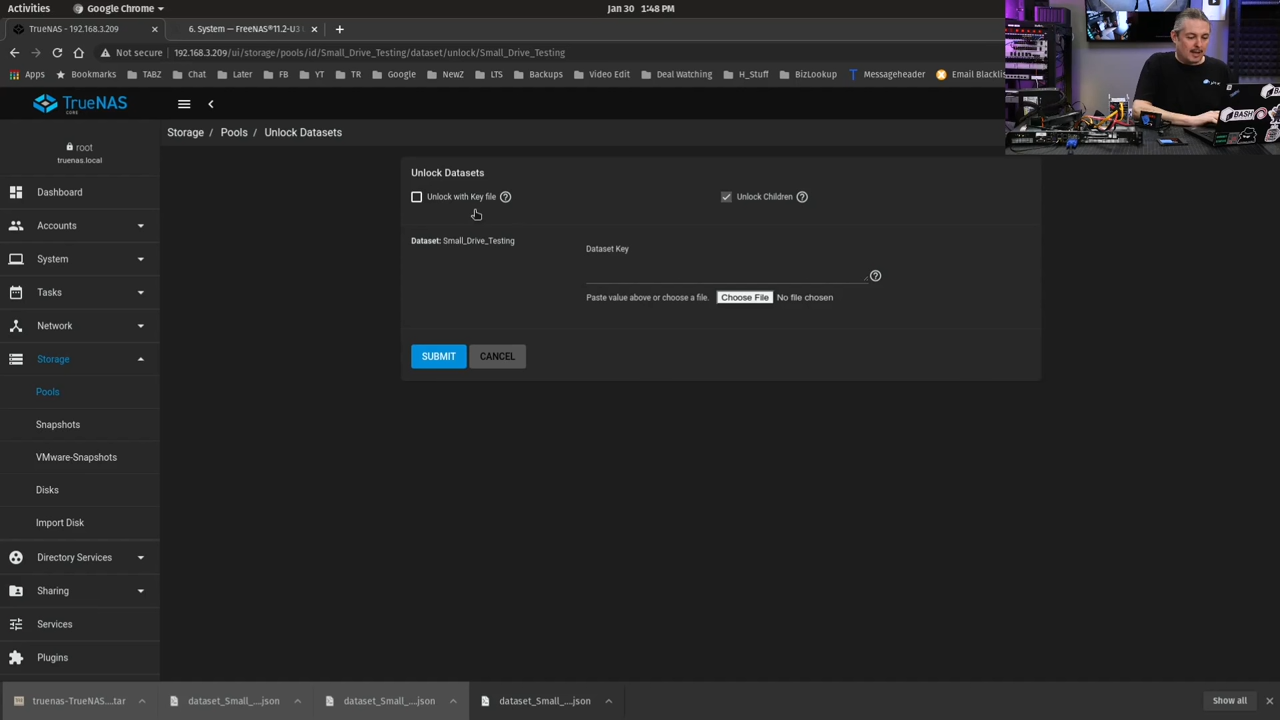 Activities
Google Chrome
Jan 30 1:48 PM
TrueNAS - 192.168.3.209
6. System — FreeNAS®11.2-U3
Not secure
192.168.3.209/ui/storage/pools/Small_Drive_Testing/dataset/unlock/Small_Drive_Testing
Apps
Bookmarks
TABZ
Chat
Later
FB
YT
TR
Google
NewZ
LTS
Backups
Video Edit
Deal Watching
H_Stuff
BizLookup
Messageheader
Email Blacklis
TrueNAS
CORE
Storage / Pools / Unlock Datasets
root
truenas.local
Dashboard
Accounts
System
Tasks
Network
Storage
Pools
Snapshots
VMware-Snapshots
Disks
Import Disk
Directory Services
Sharing
Services
Plugins
Unlock Datasets
Unlock with Key file
Unlock Children
Dataset: Small_Drive_Testing
Dataset Key
Paste value above or choose a file. Choose File No file chosen
SUBMIT
CANCEL
BASH
truenas-TrueNAS....tar
dataset_Small_....json
dataset_Small_....json
dataset_Small_....json
Show all